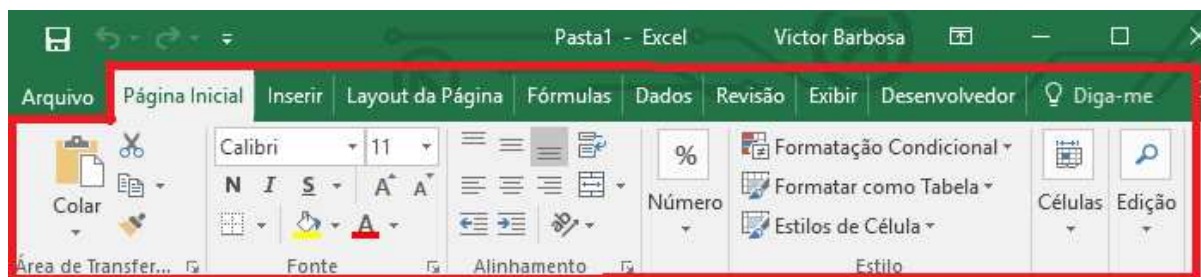 Pasta1 - Excel Victor Barbosa
Arquivo Página Inicial Inserir Layout da Página Fórmulas Dados Revisão Exibir Desenvolvedor Diga-me
Calibri 11 % Formatação Condicional
N I S A A Formatar como Tabela
Colar Número Células Edição
A Estilos de Célula
Área de Transfer... Fonte Alinhamento Estilo